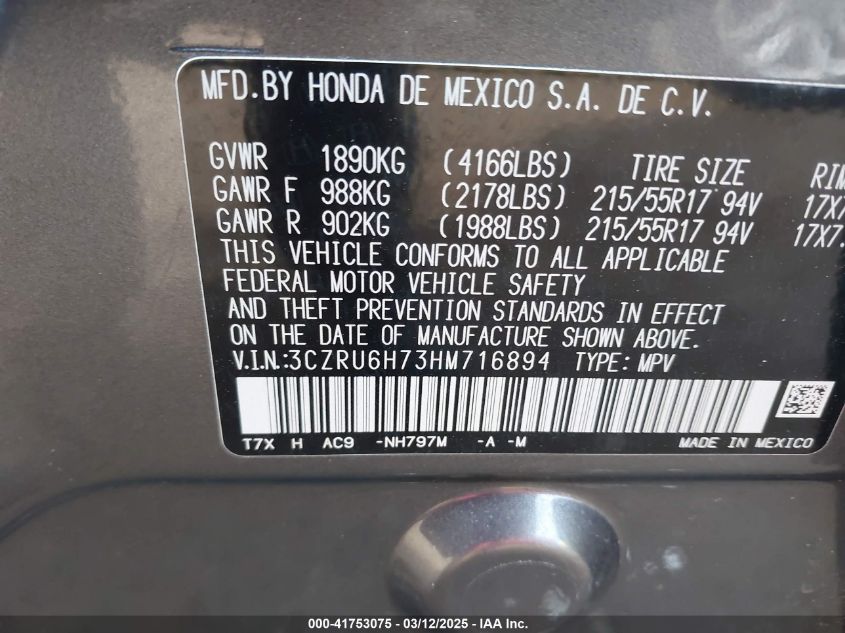 MFD.BY HONDA DE MEXICO S.A. DE C.V.
GVWR 1890KG (4166LBS) TIRE SIZE RIM
GAWR F 988KG (2178LBS) 215/55R17 94V 17X7
GAWR R 902KG (1988LBS) 215/55R17 94V 17X7.
THIS VEHICLE CONFORMS TO ALL APPLICABLE
FEDERAL MOTOR VEHICLE SAFETY
AND THEFT PREVENTION STANDARDS IN EFFECT
ON THE DATE OF MANUFACTURE SHOWN ABOVE.
V.I.N.:3CZRU6H73HM716894 TYPE: MPV
T7X H AC9 -NH797M -A -M MADE IN MEXICO
000-41753075 - 03/12/2025 - IAA Inc.